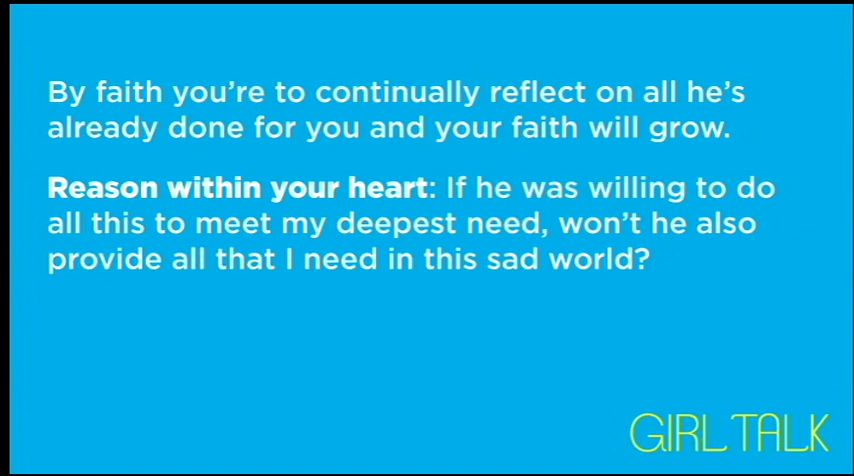 By faith you’re to continually reflect on all he’s
already done for you and your faith will grow.
Reason within your heart: If he was willing to do
all this to meet my deepest need, won’t he also
provide all that I need in this sad world?
GIRL TALK